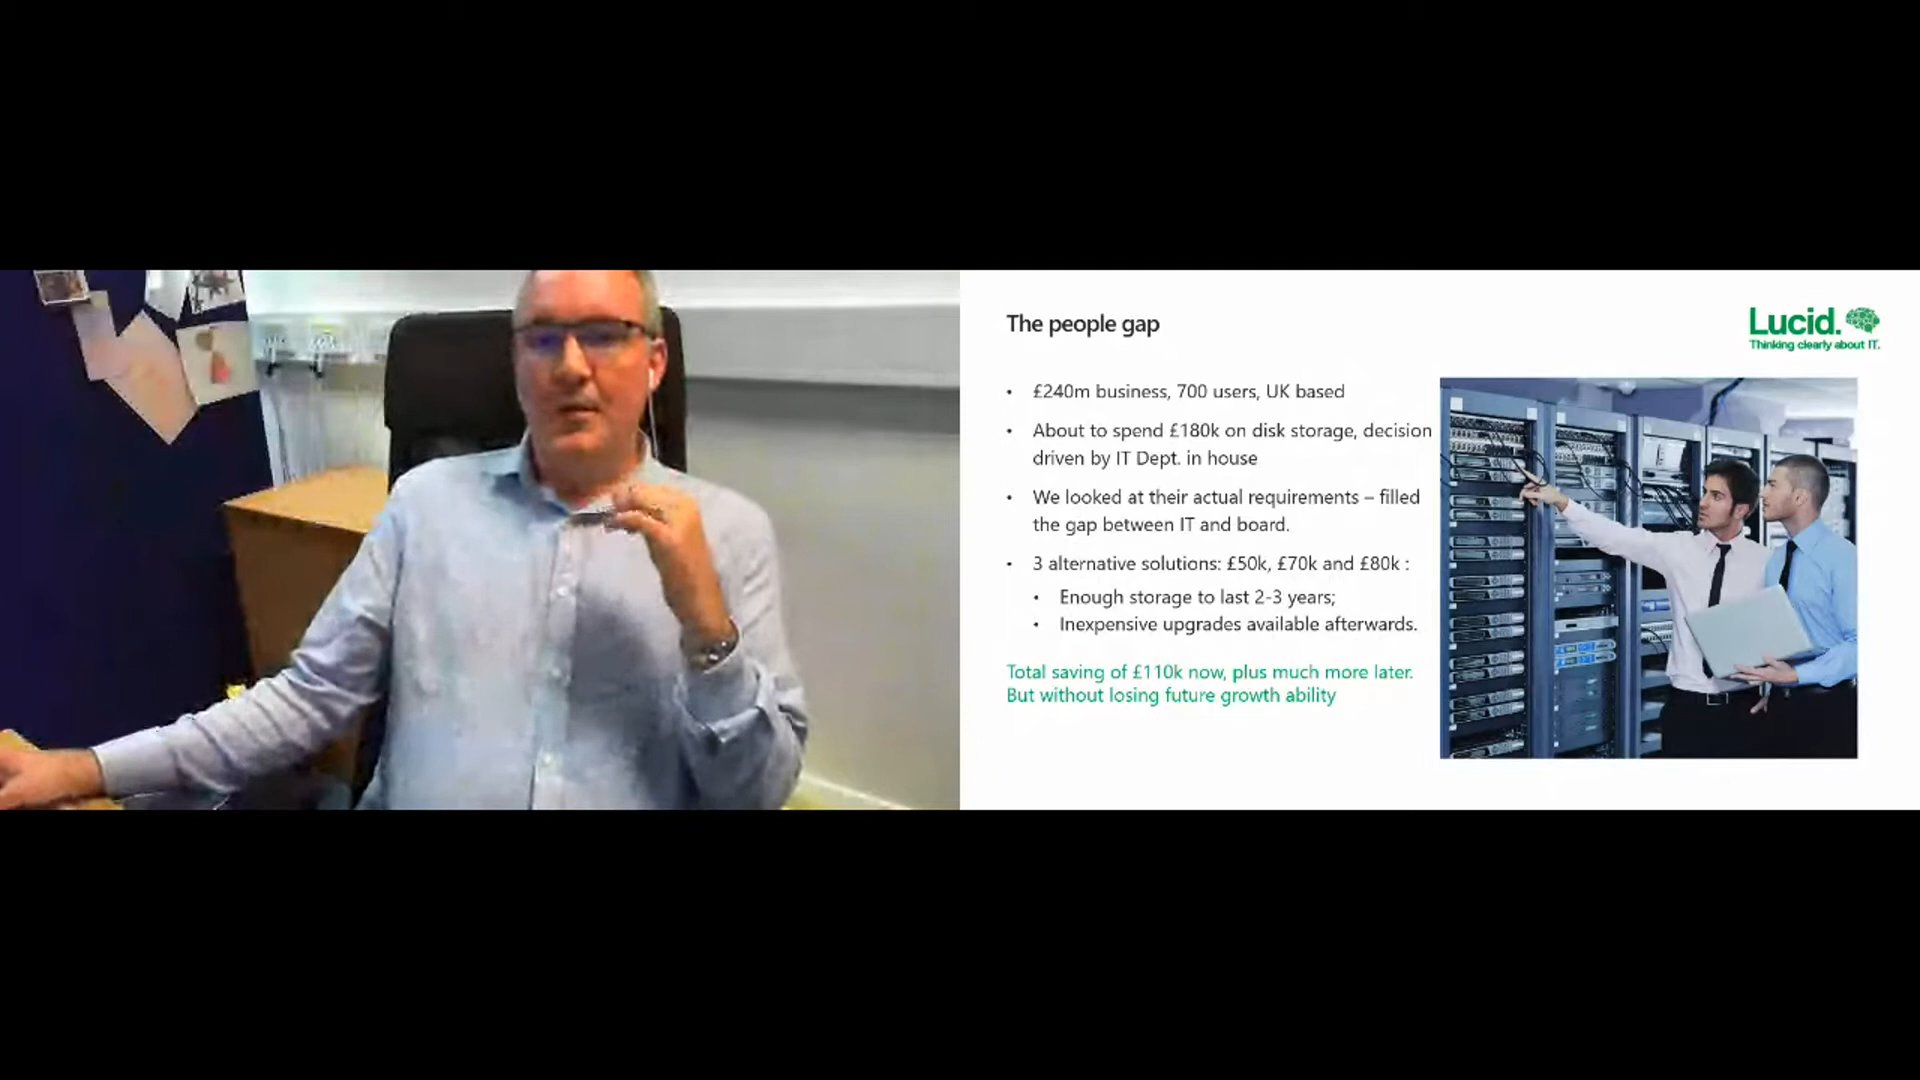 The people gap
Lucid.
Thinking clearly about IT.
• £240m business, 700 users, UK based
• About to spend £180k on disk storage, decision
driven by IT Dept. in house
• We looked at their actual requirements – filled
the gap between IT and board.
• 3 alternative solutions: £50k, £70k and £80k :
• Enough storage to last 2-3 years;
• Inexpensive upgrades available afterwards.
Total saving of £110k now, plus much more later.
But without losing future growth ability